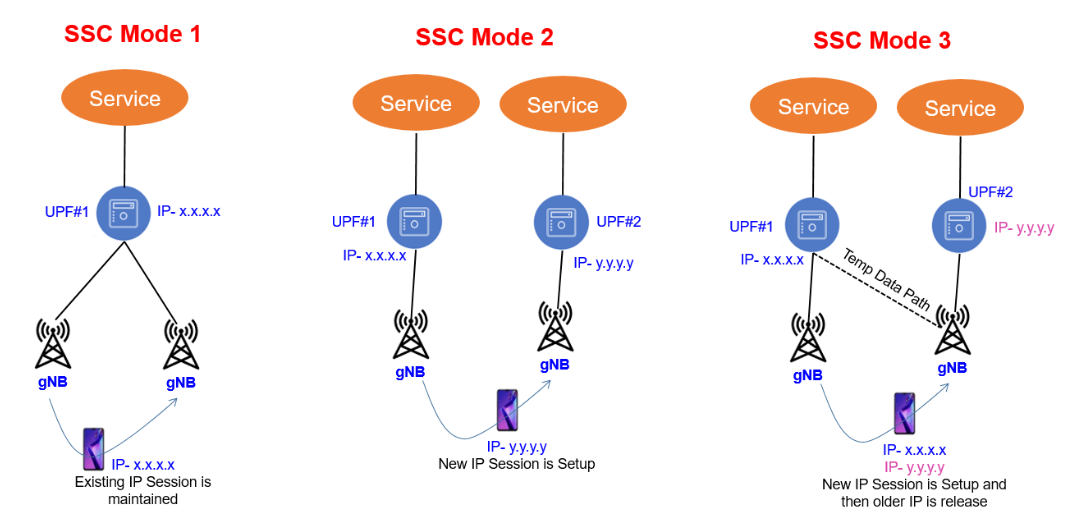 SSC Mode 1
Service
UPF#1
IP- x.x.x.x
gNB
gNB
IP- x.x.x.x
Existing IP Session is
maintained
SSC Mode 2
Service
Service
UPF#1
IP- x.x.x.x
UPF#2
IP- y.y.y.y
gNB
gNB
IP- y.y.y.y
New IP Session is Setup
SSC Mode 3
Service
Service
UPF#1
IP- x.x.x.x
UPF#2
IP- y.y.y.y
Temp Data Path
gNB
gNB
IP- x.x.x.x
IP- y.y.y.y
New IP Session is Setup and
then older IP is release